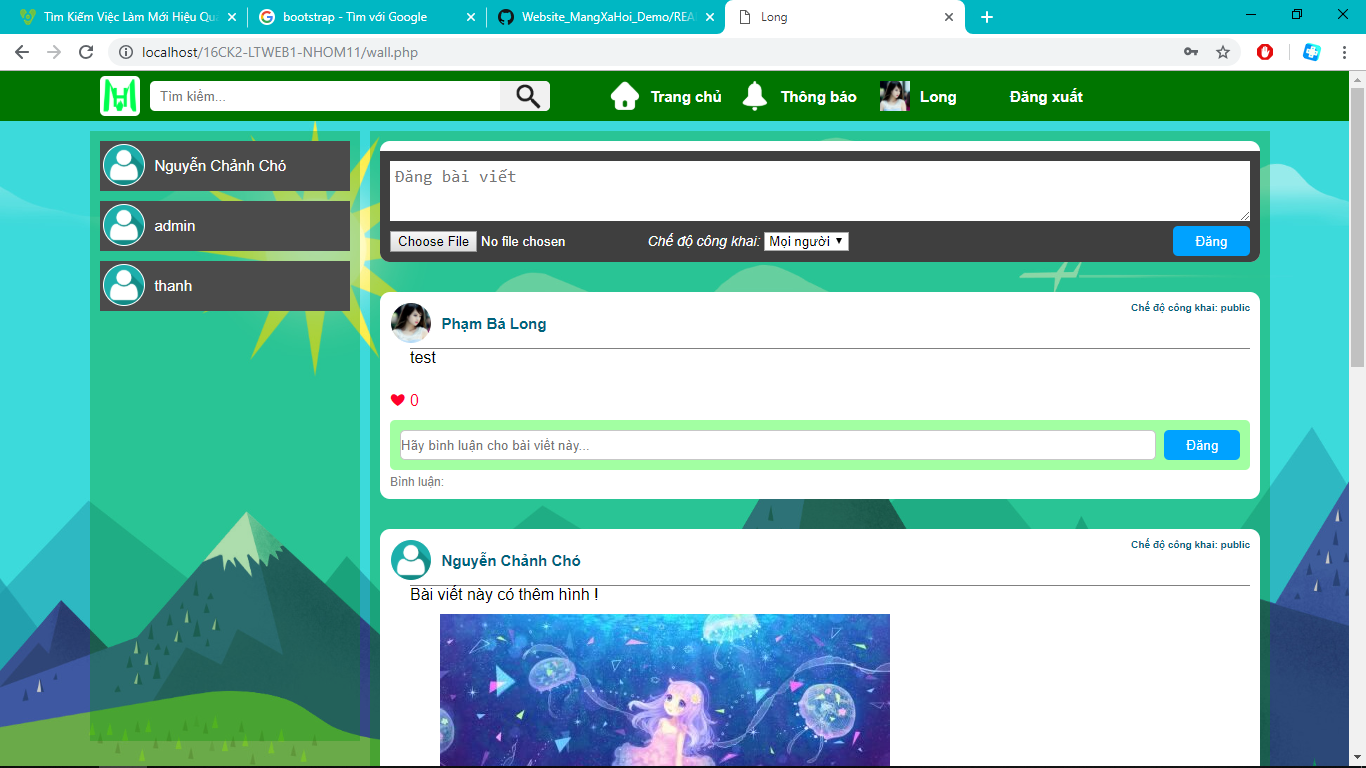 Tìm Kiếm Việc Làm Mới Hiệu Quả
bootstrap - Tìm với Google
Website_MangXaHoi_Demo/REA
Long
localhost/16CK2-LTWEB1-NHOM11/wall.php
Tìm kiếm...
Trang chủ
Thông báo
Long
Đăng xuất
Nguyễn Chảnh Chó
admin
thanh
Đăng bài viết
Choose File No file chosen
Chế độ công khai: Mọi người
Đăng
Phạm Bá Long
Chế độ công khai: public
test
0
Hãy bình luận cho bài viết này...
Đăng
Bình luận:
Nguyễn Chảnh Chó
Chế độ công khai: public
Bài viết này có thêm hình !